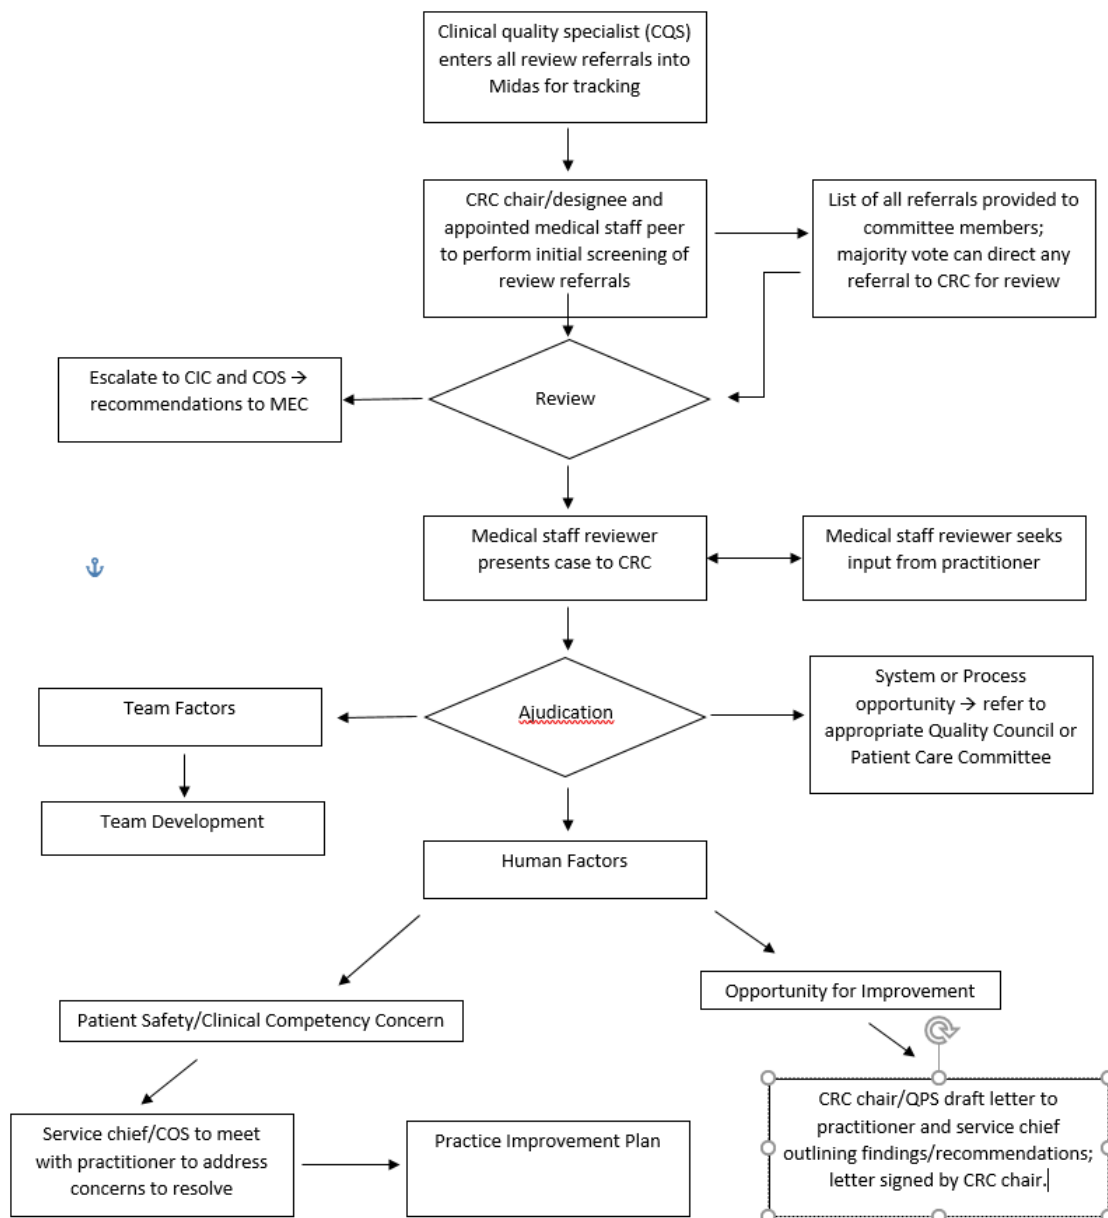 Clinical quality specialist (CQS)
enters all review referrals into
Midas for tracking
CRC chair/designee and
appointed medical staff peer
to perform initial screening of
review referrals
List of all referrals provided to
committee members;
majority vote can direct any
referral to CRC for review
Escalate to CIC and COS →
recommendations to MEC
Review
Medical staff reviewer
presents case to CRC
Medical staff reviewer seeks
input from practitioner
Team Factors
Ajudication
System or Process
opportunity → refer to
appropriate Quality Council or
Patient Care Committee
Team Development
Human Factors
Patient Safety/Clinical Competency Concern
Opportunity for Improvement
Service chief/COS to meet
with practitioner to address
concerns to resolve
Practice Improvement Plan
CRC chair/QPS draft letter to
practitioner and service chief
outlining findings/recommendations;
letter signed by CRC chair.